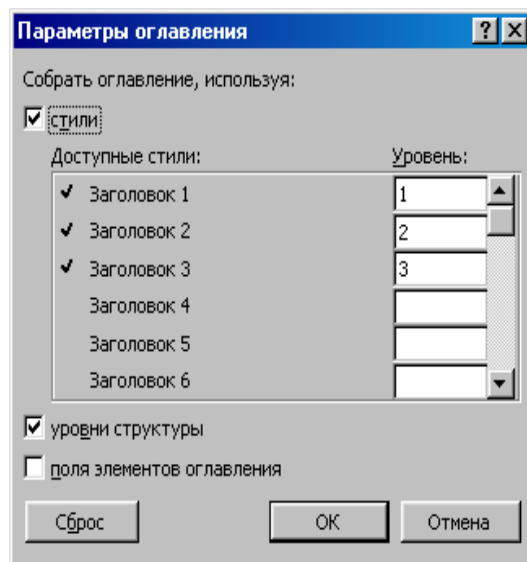 Параметры оглавления ? X
Собрать оглавление, используя:
стили
Доступные стили: Уровень:
Заголовок 1 1
Заголовок 2 2
Заголовок 3 3
Заголовок 4
Заголовок 5
Заголовок 6
уровни структуры
поля элементов оглавления
Сброс ОК Отмена